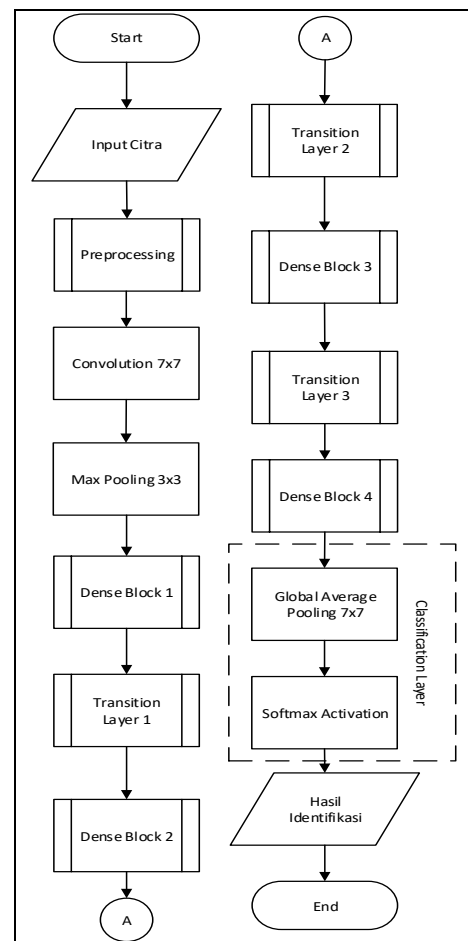 Start
Input Citra
Preprocessing
Convolution 7x7
Max Pooling 3x3
Dense Block 1
Transition
Layer 1
Dense Block 2
A
A
Transition
Layer 2
Dense Block 3
Transition
Layer 3
Dense Block 4
Global Average
Pooling 7x7
Softmax Activation
Classification Layer
Hasil
Identifikasi
End